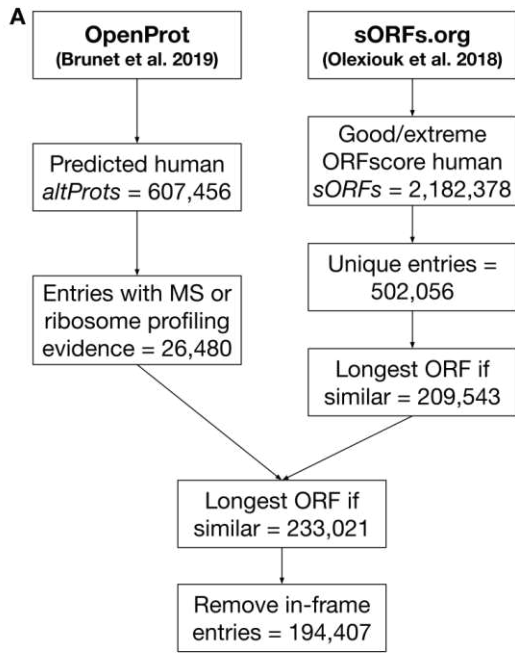 A
OpenProt
(Brunet et al. 2019)
Predicted human
altProts = 607,456
Entries with MS or
ribosome profiling
evidence = 26,480
sORFs.org
(Olexiouk et al. 2018)
Good/extreme
ORFscore human
sORFs = 2,182,378
Unique entries =
502,056
Longest ORF if
similar = 209,543
Longest ORF if
similar = 233,021
Remove in-frame
entries = 194,407